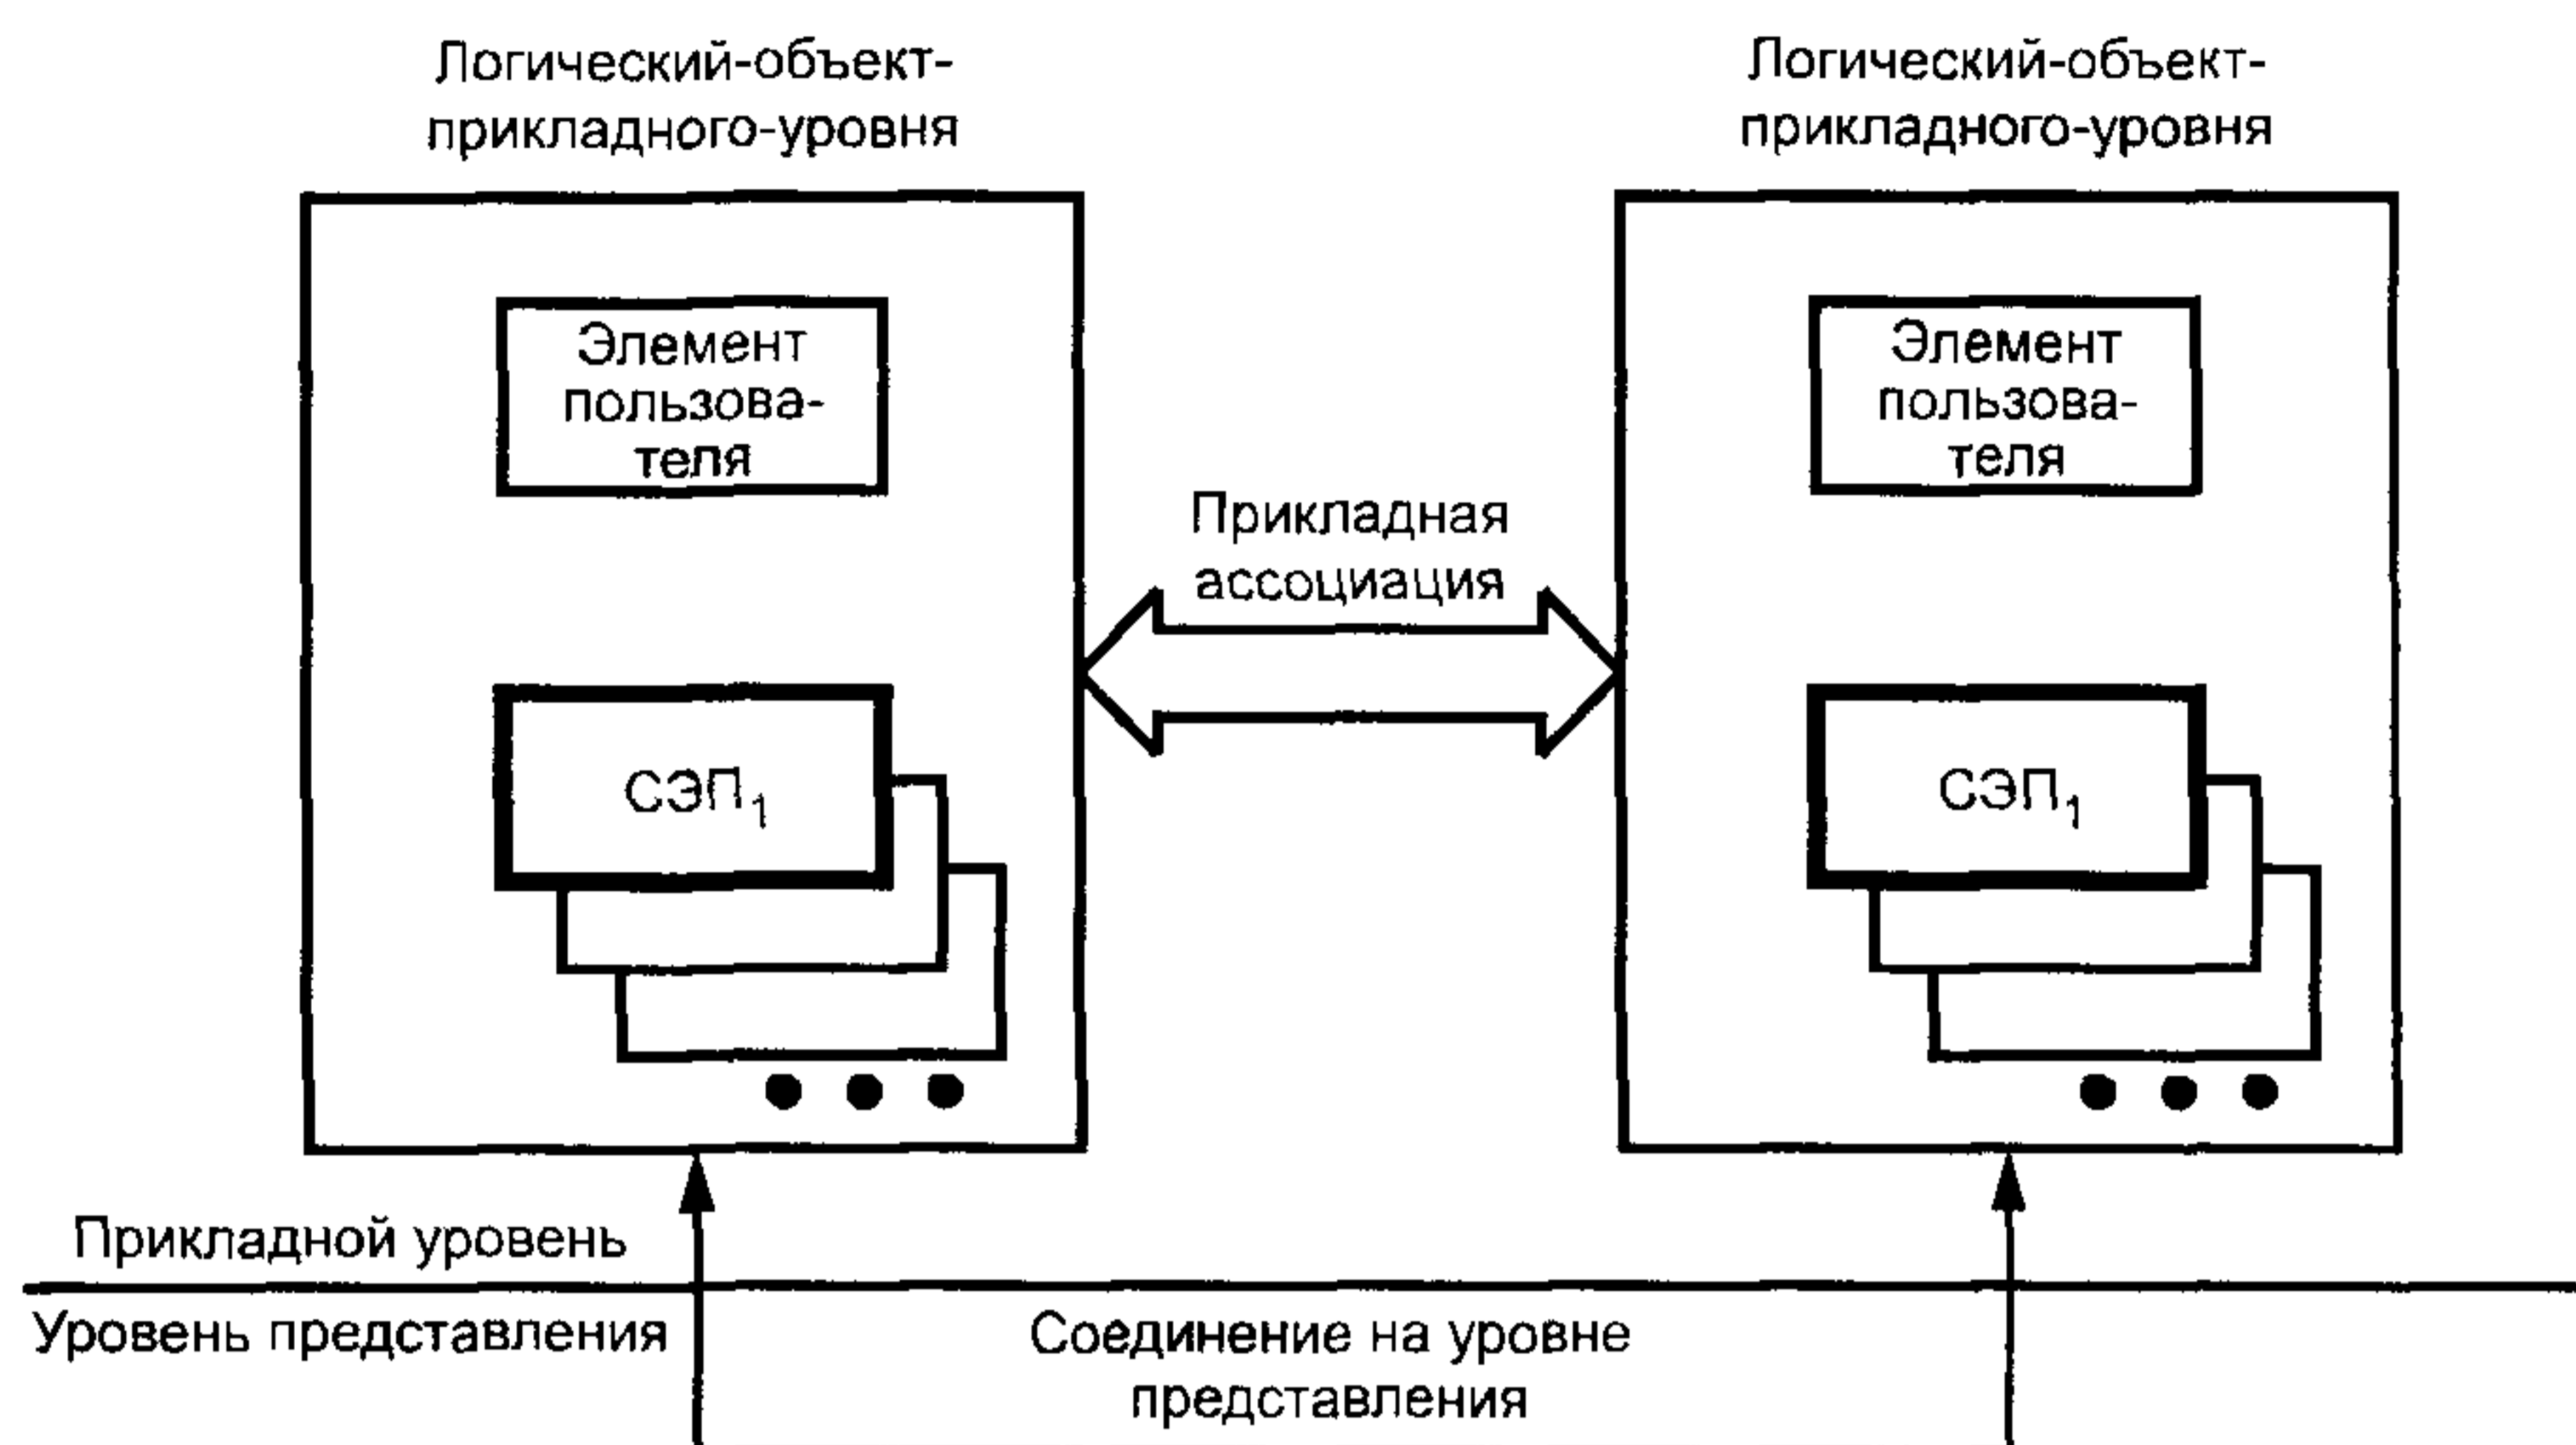 Логический-объект-
прикладного-уровня
Логический-объект-
прикладного-уровня
Элемент
пользова-
теля
Элемент
пользова-
теля
Прикладная
ассоциация
СЭП₁
СЭП₁
Прикладной уровень
Уровень представления
Соединение на уровне
представления